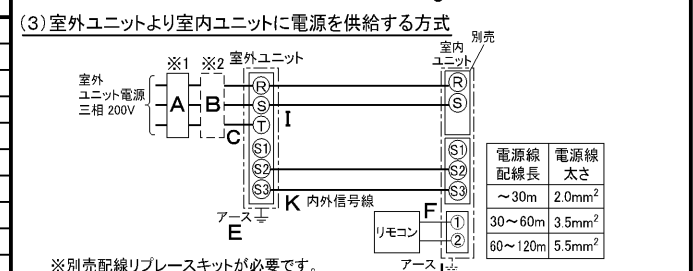 (3)室外ユニットより室内ユニットに電源を供給する方式
※1 ※2 室外ユニット
室内
ユニット
別売
室外
ユニット電源
三相 200V
A
B
C
R
S
T
S1
S2
S3
I
K 内外信号線
アース
E
R
S
S1
S2
S3
F
リモコン
1
2
アース
電源線配線長 電源線太さ
~30m 2.0mm²
30~60m 3.5mm²
60~120m 5.5mm²
※別売配線リプレースキットが必要です。